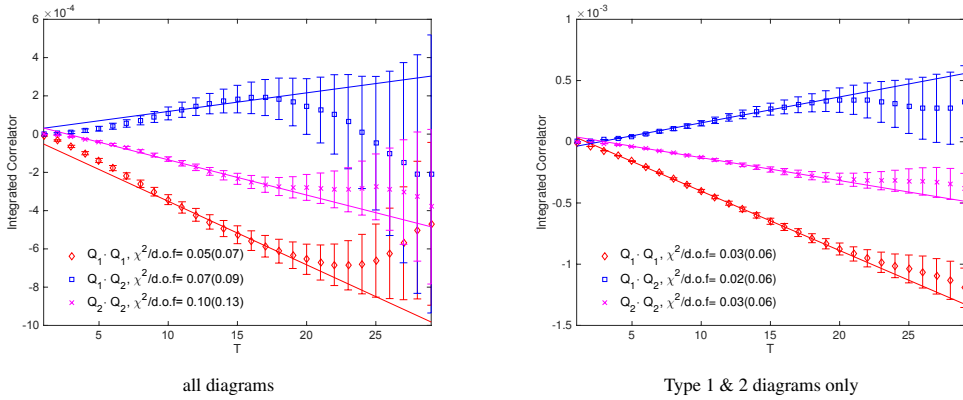 ×10⁻⁴
6
4
2
0
-2
-4
-6
-8
-10
Integrated Correlator
Q₁ · Q₁, χ²/d.o.f= 0.05(0.07)
Q₁ · Q₂, χ²/d.o.f= 0.07(0.09)
Q₂ · Q₂, χ²/d.o.f= 0.10(0.13)
5 10 15 20 25
T
all diagrams
×10⁻³
1
0.5
0
-0.5
-1
-1.5
Integrated Correlator
Q₁ · Q₁, χ²/d.o.f= 0.03(0.06)
Q₁ · Q₂, χ²/d.o.f= 0.02(0.06)
Q₂ · Q₂, χ²/d.o.f= 0.03(0.06)
5 10 15 20 25
T
Type 1 & 2 diagrams only